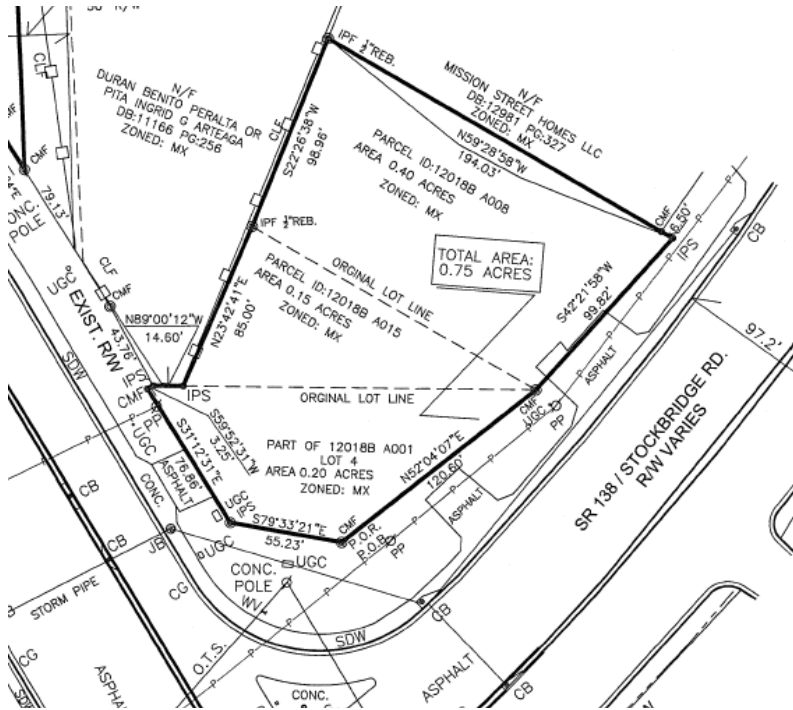 50' R/W
CLF
IPF ½"REB.
N/F
DURAN BENITO PERALTA OR
PITA INGRID G ARTEAGA
DB:11166 PG:256
ZONED: MX
CLF
S22°26'38"W
98.96'
N/F
MISSION STREET HOMES LLC
DB:12981 PG:327
ZONED: MX
N59°28'58"W
194.03'
PARCEL ID:12018B A008
AREA 0.40 ACRES
ZONED: MX
CMF
79.13'
CONC.
POLE
IPF ½"REB.
CMF
6.50'
IPS
CB
TOTAL AREA:
0.75 ACRES
ORGINAL LOT LINE
PARCEL ID:12018B A015
AREA 0.15 ACRES
ZONED: MX
N23°42'41"E
85.00'
S42°21'58"W
99.82'
UGC
CLF
CMF
EXIST. R/W
N89°00'12"W
14.60'
43.76'
SDW
97.2'
ASPHALT
IPS
CMF
IPS
ORGINAL LOT LINE
CMF
UGC
PP
SR 138 / STOCKBRIDGE RD.
R/W VARIES
PP
UGC
S59°52'31"W
3.25'
S31°12'31"E
76.86'
PART OF 12018B A001
LOT 4
AREA 0.20 ACRES
ZONED: MX
N52°04'07"E
120.60'
ASPHALT
CONC.
ASPHALT
CB
UGC
IPS
S79°33'21"E
55.23'
CMF
P.O.R.
P.O.B.
PP
CB
JB
UGC
UGC
CONC.
POLE
WV
CG
CB
STORM PIPE
SDW
O.T.S.
CG
ASPHALT
CONC.
ASPHALT
CB